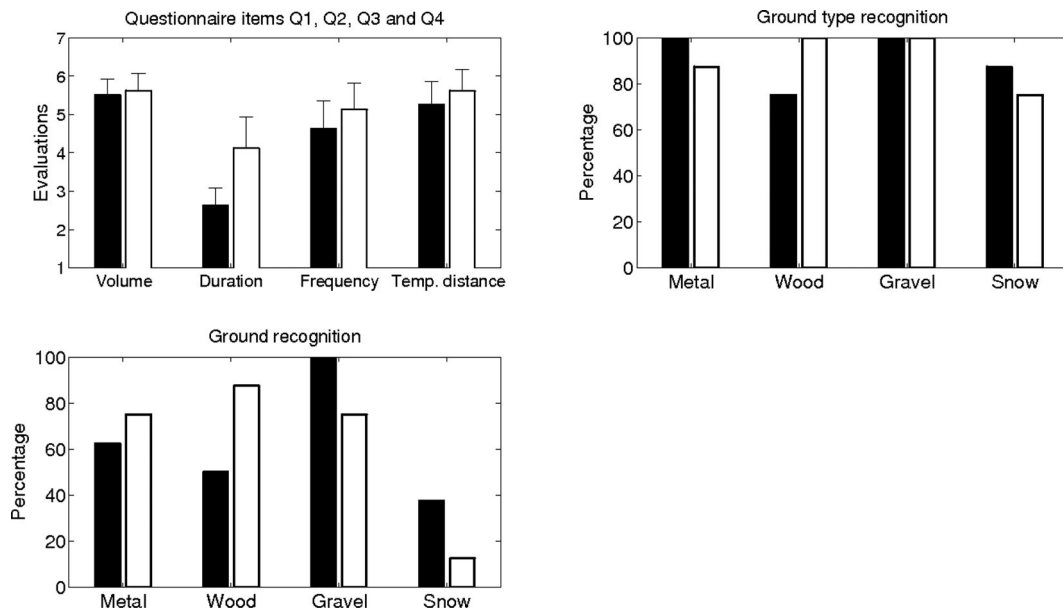 Questionnaire items Q1, Q2, Q3 and Q4
7
6
5
4
3
2
1
Evaluations
Volume Duration Frequency Temp. distance
Ground type recognition
100
80
60
40
20
0
Percentage
Metal Wood Gravel Snow
Ground recognition
100
80
60
40
20
0
Percentage
Metal Wood Gravel Snow